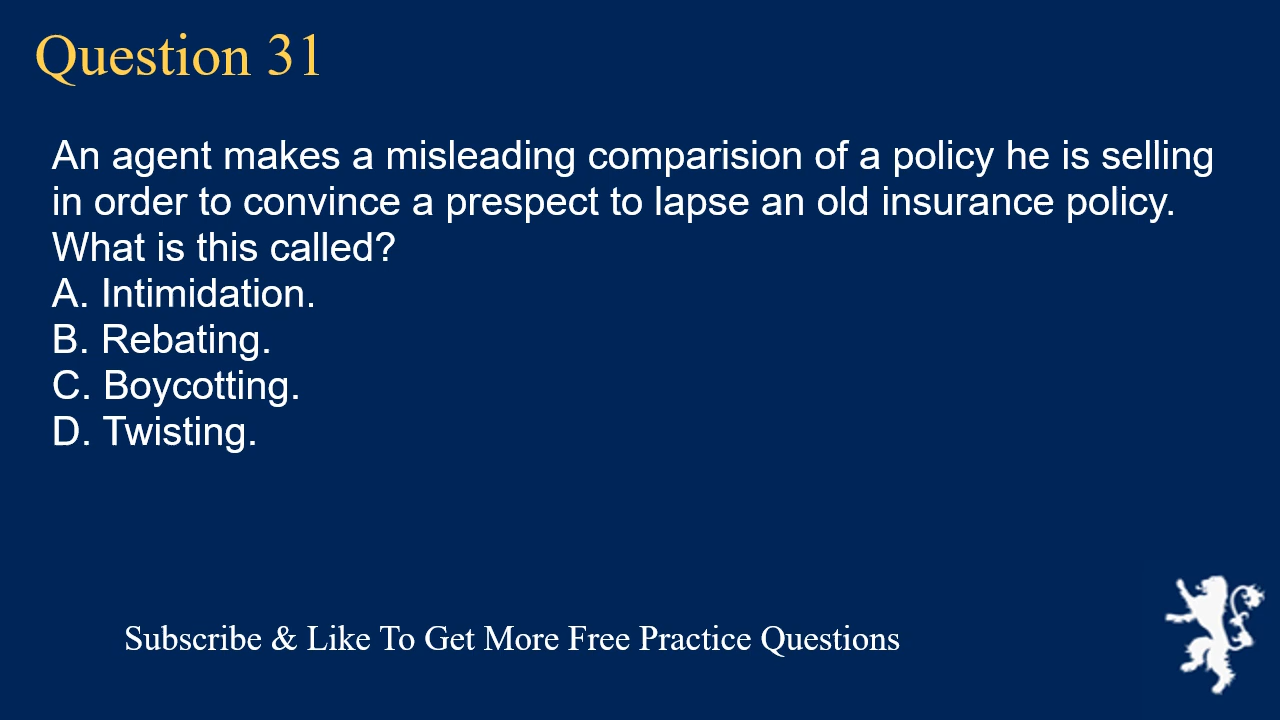 Question 31
An agent makes a misleading comparision of a policy he is selling
in order to convince a prespect to lapse an old insurance policy.
What is this called?
A. Intimidation.
B. Rebating.
C. Boycotting.
D. Twisting.
Subscribe & Like To Get More Free Practice Questions